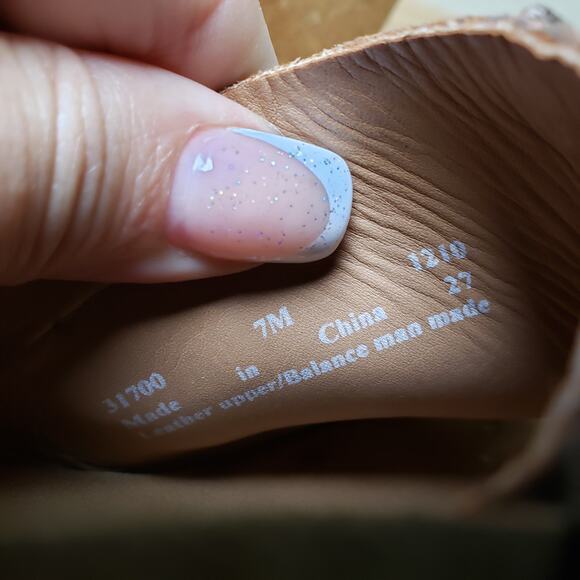 31700 7M 1210
Made in China 27
Leather upper/Balance man made